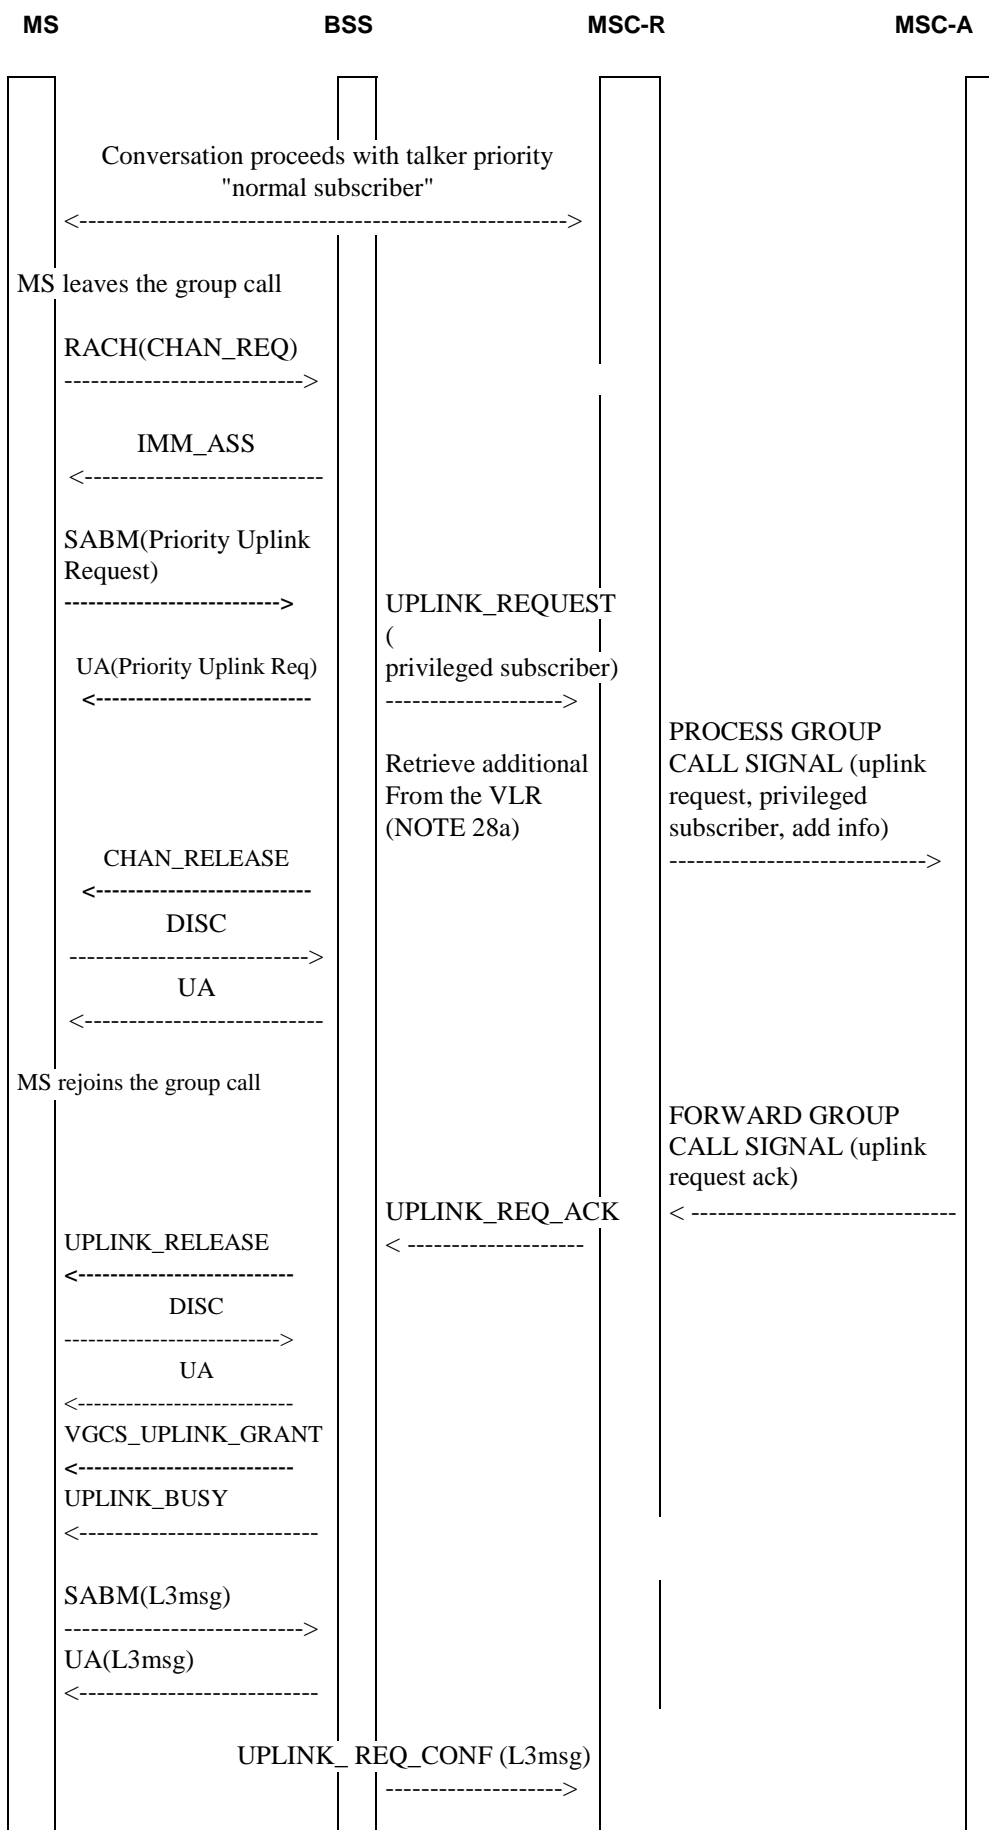 MS BSS MSC-R MSC-A
Conversation proceeds with talker priority
"normal subscriber"
<------------------------------------------------------->
MS leaves the group call
RACH(CHAN_REQ)
--------------------------->
IMM_ASS
<---------------------------
SABM(Priority Uplink
Request)
--------------------------->
UPLINK_REQUEST
(
privileged subscriber)
-------------------->
UA(Priority Uplink Req)
<---------------------------
PROCESS GROUP
CALL SIGNAL (uplink
request, privileged
subscriber, add info)
----------------------------->
Retrieve additional
From the VLR
(NOTE 28a)
CHAN_RELEASE
<---------------------------
DISC
--------------------------->
UA
<---------------------------
MS rejoins the group call
FORWARD GROUP
CALL SIGNAL (uplink
request ack)
< ------------------------------
UPLINK_REQ_ACK
< --------------------
UPLINK_RELEASE
<---------------------------
DISC
--------------------------->
UA
<---------------------------
VGCS_UPLINK_GRANT
<---------------------------
UPLINK_BUSY
<---------------------------
SABM(L3msg)
--------------------------->
UA(L3msg)
<---------------------------
UPLINK_ REQ_CONF (L3msg)
-------------------->